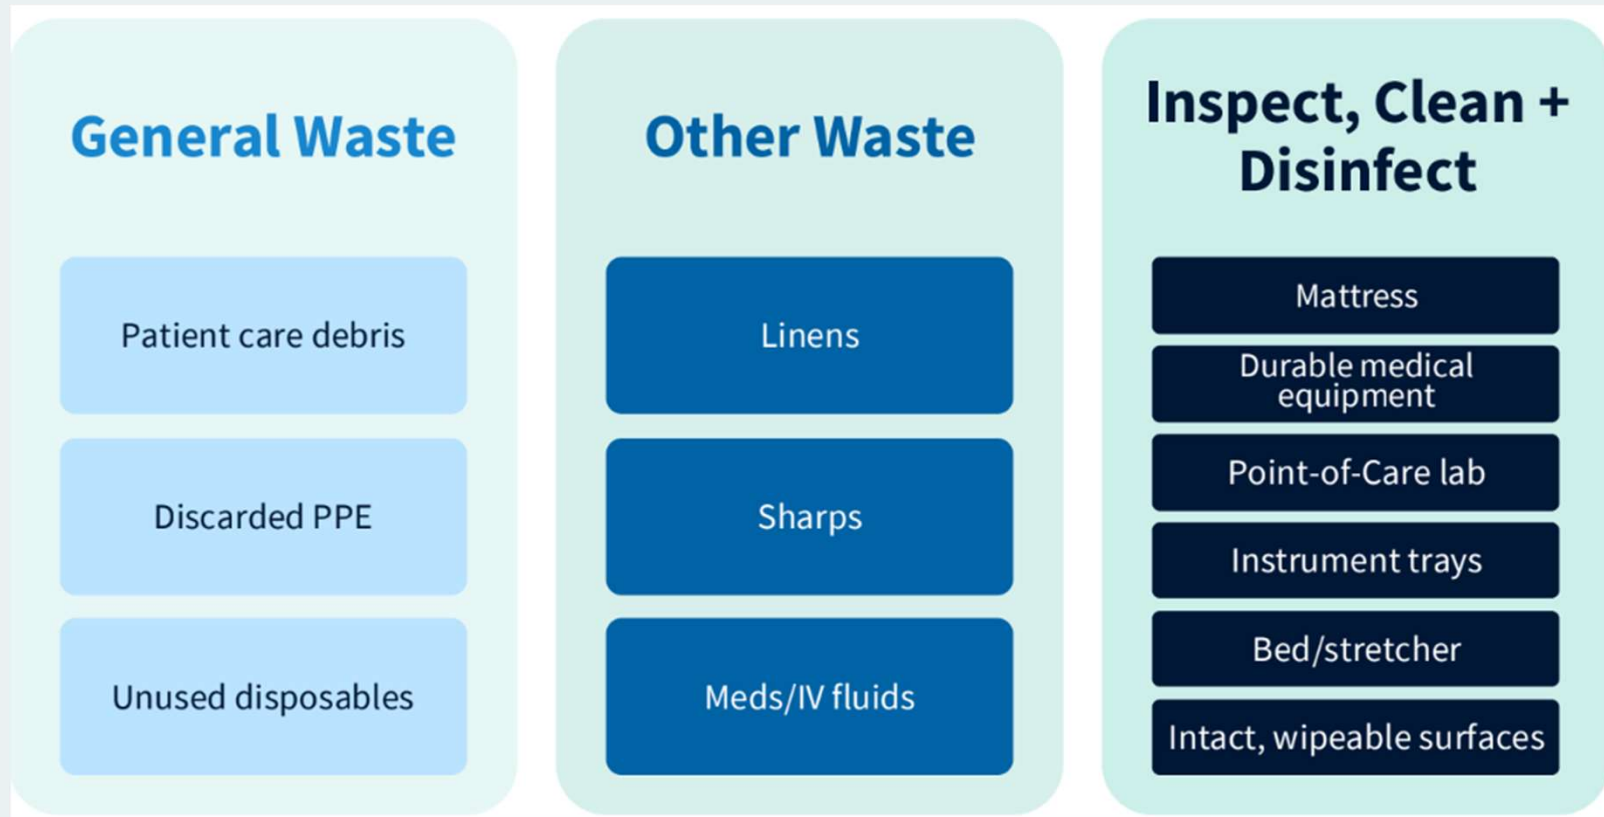 General Waste
Patient care debris
Discarded PPE
Unused disposables
Other Waste
Linens
Sharps
Meds/IV fluids
Inspect, Clean +
Disinfect
Mattress
Durable medical
equipment
Point-of-Care lab
Instrument trays
Bed/stretcher
Intact, wipeable surfaces